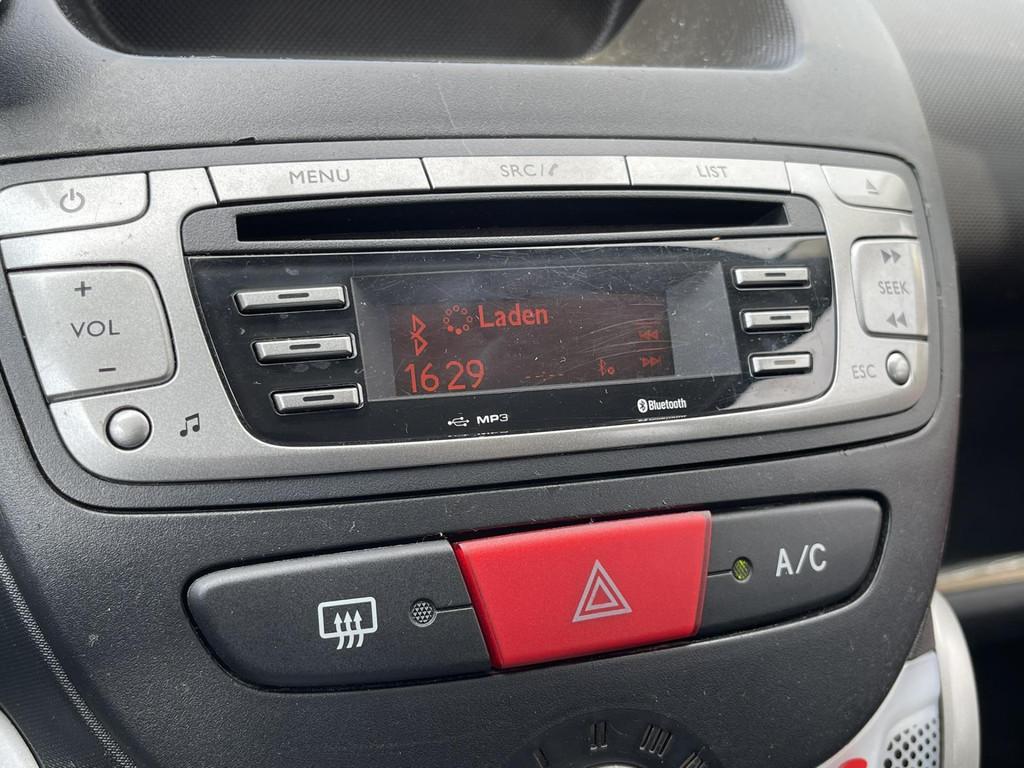 MENU
SRC/
LIST
+
VOL
-
SEEK
ESC
Laden
16 29
MP3
Bluetooth
A/C